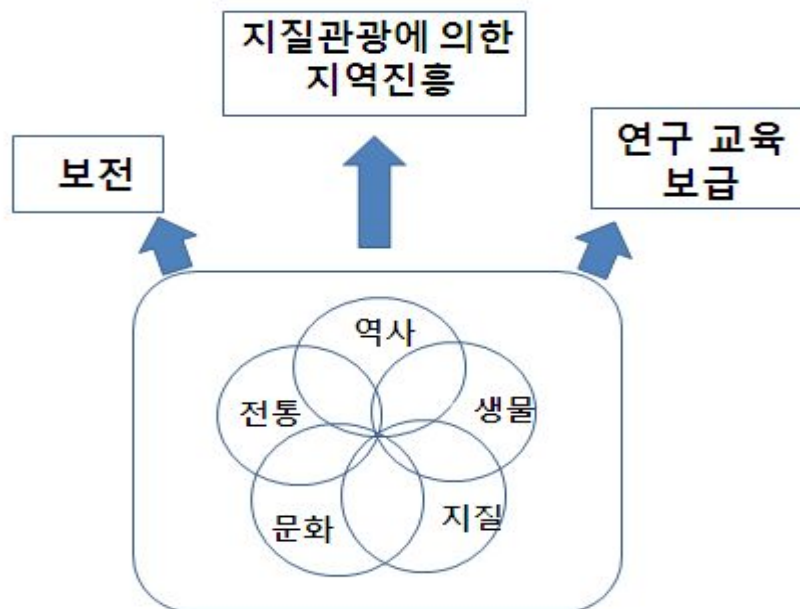 지질관광에 의한
지역진흥
보전
연구 교육
보급
역사
전통
생물
문화
지질